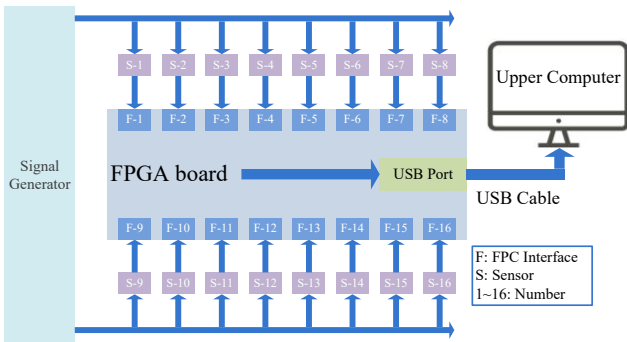 S-1 S-2 S-3 S-4 S-5 S-6 S-7 S-8
F-1 F-2 F-3 F-4 F-5 F-6 F-7 F-8
Upper Computer
Signal
Generator
FPGA board
USB Port
USB Cable
F-9 F-10 F-11 F-12 F-13 F-14 F-15 F-16
S-9 S-10 S-11 S-12 S-13 S-14 S-15 S-16
F: FPC Interface
S: Sensor
1~16: Number